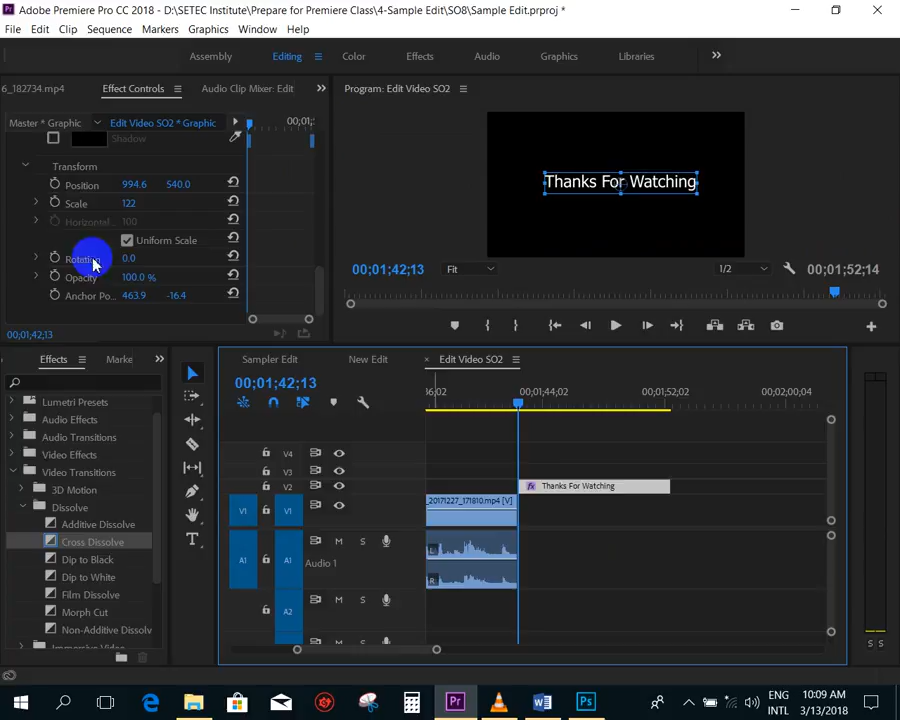 Adobe Premiere Pro CC 2018 - D:\SETEC Institute\Prepare for Premiere Class\4-Sample Edit\SO8\Sample Edit.prproj *
File Edit Clip Sequence Markers Graphics Window Help
Assembly Editing Color Effects Audio Graphics Libraries
6_182734.mp4 Effect Controls Audio Clip Mixer: Edit
Program: Edit Video SO2
Master * Graphic Edit Video SO2 * Graphic 00;01;
Shadow
Transform
Position 994.6 540.0
Scale 122
Horizontal... 100
Uniform Scale
Rotation 0.0
Opacity 100.0 %
Anchor Po... 463.9 -16.4
00;01;42;13
Thanks For Watching
00;01;42;13 Fit 1/2 00;01;52;14
Effects Marke
Lumetri Presets
Audio Effects
Audio Transitions
Video Effects
Video Transitions
3D Motion
Dissolve
Additive Dissolve
Cross Dissolve
Dip to Black
Dip to White
Film Dissolve
Morph Cut
Non-Additive Dissolv
Immersive Video
Sampler Edit New Edit Edit Video SO2
00;01;42;13
36;02 00;01;44;02 00;01;52;02 00;02;00;04
V4
V3
V2 Thanks For Watching
V1 V1 _20171227_171810.mp4 [V]
A1 A1 M S L
Audio 1 R
A2 M S
M S
S S
Pr
W
Ps
ENG
INTL
10:09 AM
3/13/2018